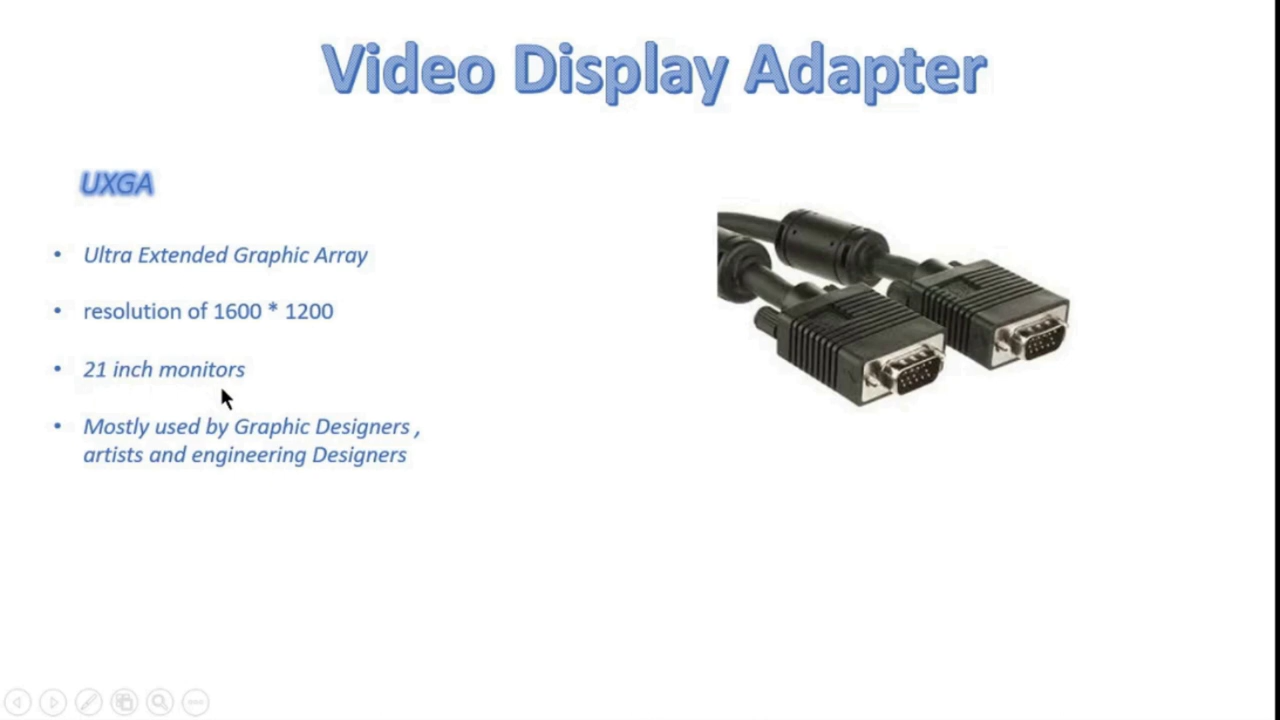 Video Display Adapter
UXGA
• Ultra Extended Graphic Array
• resolution of 1600 * 1200
• 21 inch monitors
• Mostly used by Graphic Designers ,
artists and engineering Designers